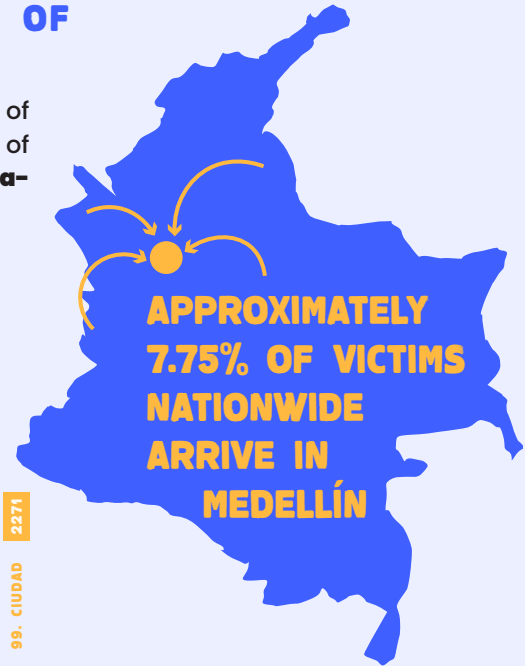 OF
of
of
a-
APPROXIMATELY
7.75% OF VICTIMS
NATIONWIDE
ARRIVE IN
MEDELLÍN
99. CIUDAD 2271